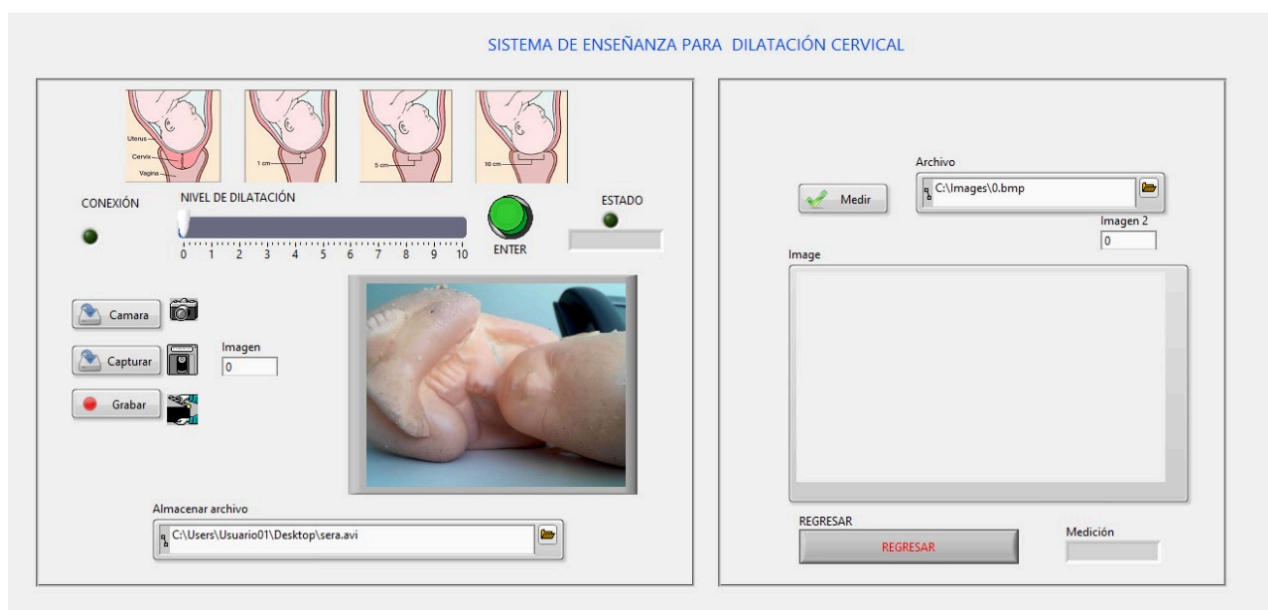 SISTEMA DE ENSEÑANZA PARA DILATACIÓN CERVICAL
Uterus
Cervix
Vagina
1 cm
5 cm
10 cm
CONEXIÓN
NIVEL DE DILATACIÓN
0 1 2 3 4 5 6 7 8 9 10
ENTER
ESTADO
Camara
Capturar
Imagen
0
Grabar
Almacenar archivo
C:\Users\Usuario01\Desktop\sera.avi
Archivo
Medir
C:\Images\0.bmp
Imagen 2
0
Image
REGRESAR
REGRESAR
Medición